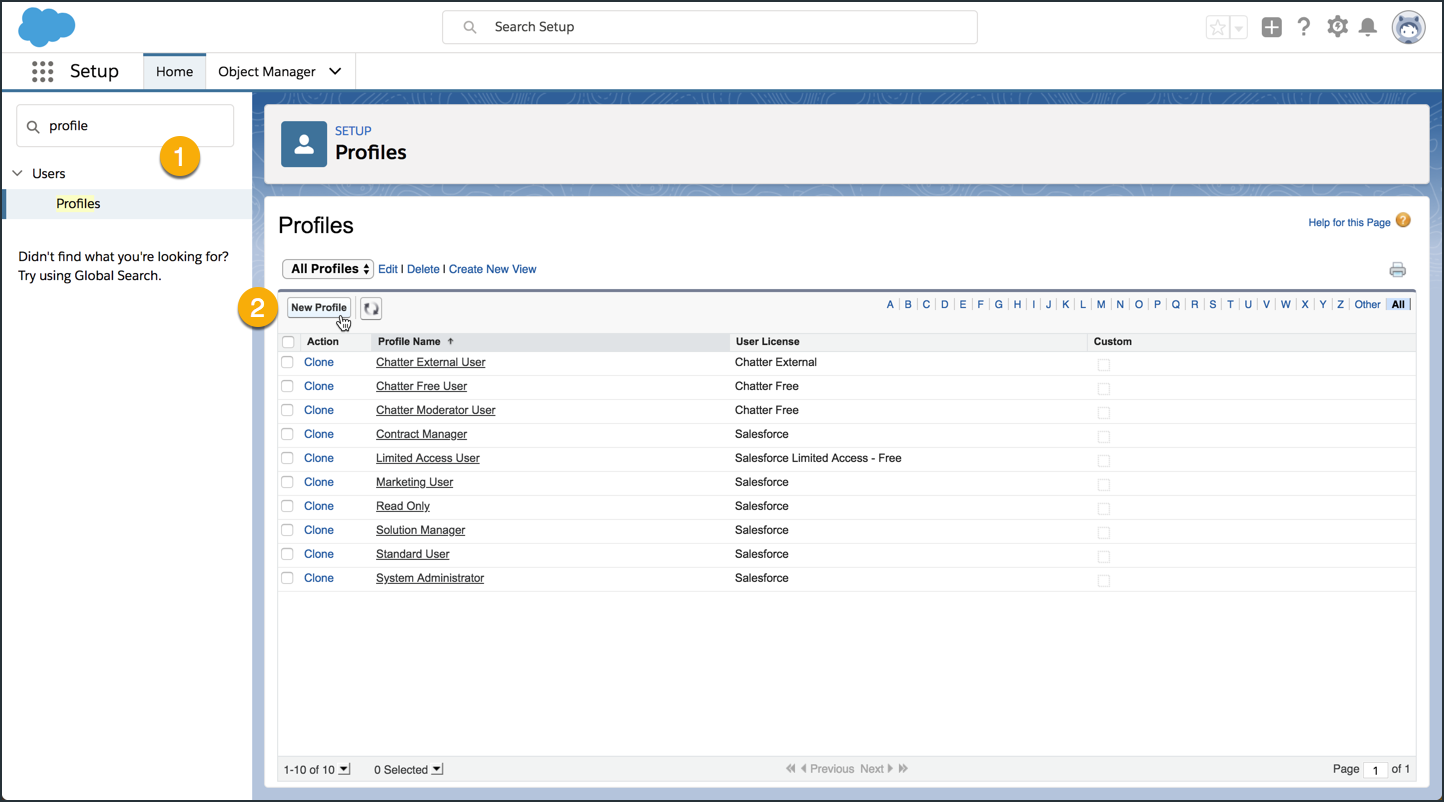 Search Setup
Setup Home Object Manager
profile
1
Users
Profiles
Didn't find what you're looking for?
Try using Global Search.
SETUP
Profiles
Profiles
Help for this Page ?
All Profiles Edit | Delete | Create New View
2
New Profile
A | B | C | D | E | F | G | H | I | J | K | L | M | N | O | P | Q | R | S | T | U | V | W | X | Y | Z | Other | All
Action Profile Name User License Custom
Clone Chatter External User Chatter External
Clone Chatter Free User Chatter Free
Clone Chatter Moderator User Chatter Free
Clone Contract Manager Salesforce
Clone Limited Access User Salesforce Limited Access - Free
Clone Marketing User Salesforce
Clone Read Only Salesforce
Clone Solution Manager Salesforce
Clone Standard User Salesforce
Clone System Administrator Salesforce
1-10 of 10 0 Selected Previous Next Page 1 of 1